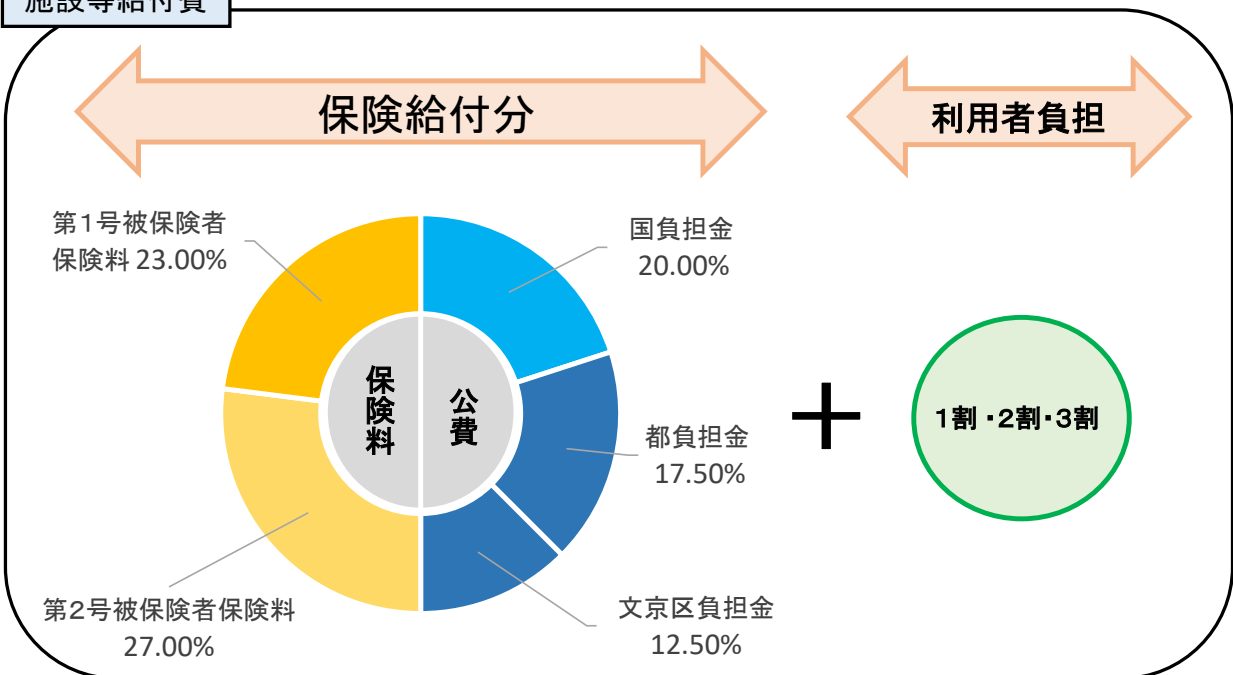 施設等給付費
保険給付分
利用者負担
第1号被保険者
保険料 23.00%
国負担金
20.00%
保険料
公費
1割・2割・3割
都負担金
17.50%
第2号被保険者保険料
27.00%
文京区負担金
12.50%